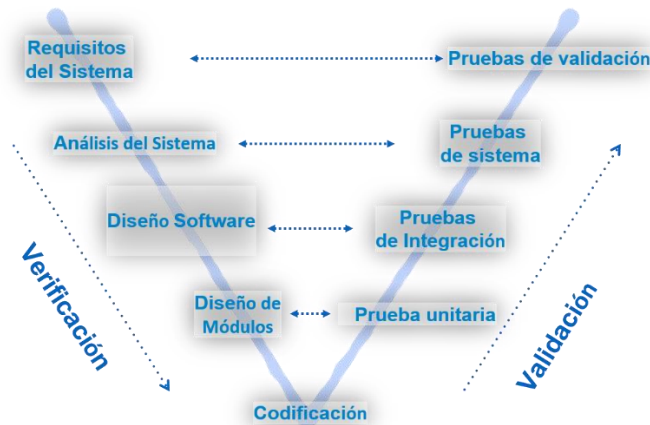 Requisitos
del Sistema
Pruebas de validación
Análisis del Sistema
Pruebas
de sistema
Diseño Software
Pruebas
de Integración
Verificación
Diseño de
Módulos
Prueba unitaria
Validación
Codificación